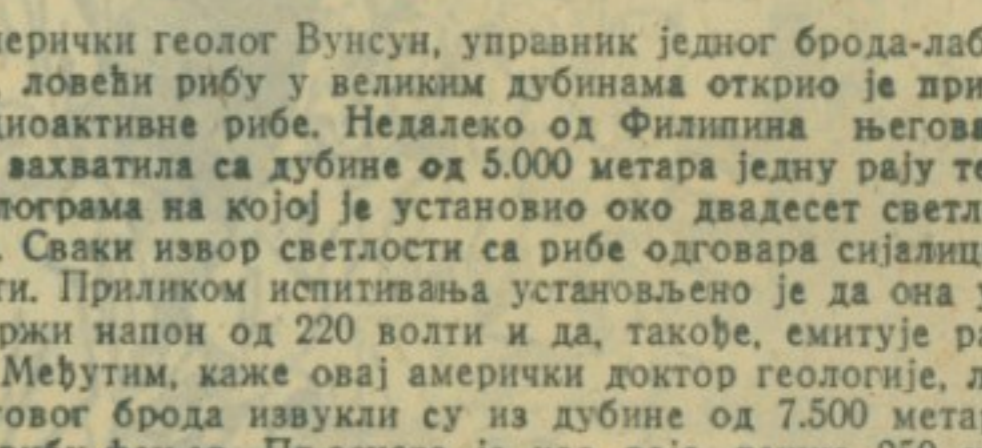 мерички геолог Вунсун, управник једног брода-лаб
, ловећи рибу у великим дубинама открио је при
диоактивне рибе. Недалеко од Филипина његова
вахватила са дубине од 5.000 метара једну рају те
лограма на којој је установио око двадесет светл
. Сваки извор светлости са рибе одговара сијалиц
ти. Приликом испитивања установљено је да она у
ржи напон од 220 волти и да, такође, емитује ра
Међутим, каже овај амерички доктор геологије, л
говог брода извукли су из дубине од 7.500 мета